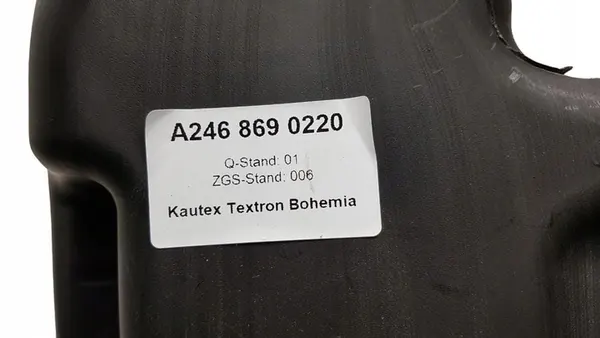 A246 869 0220
Q-Stand: 01
ZGS-Stand: 006
Kautex Textron Bohemia